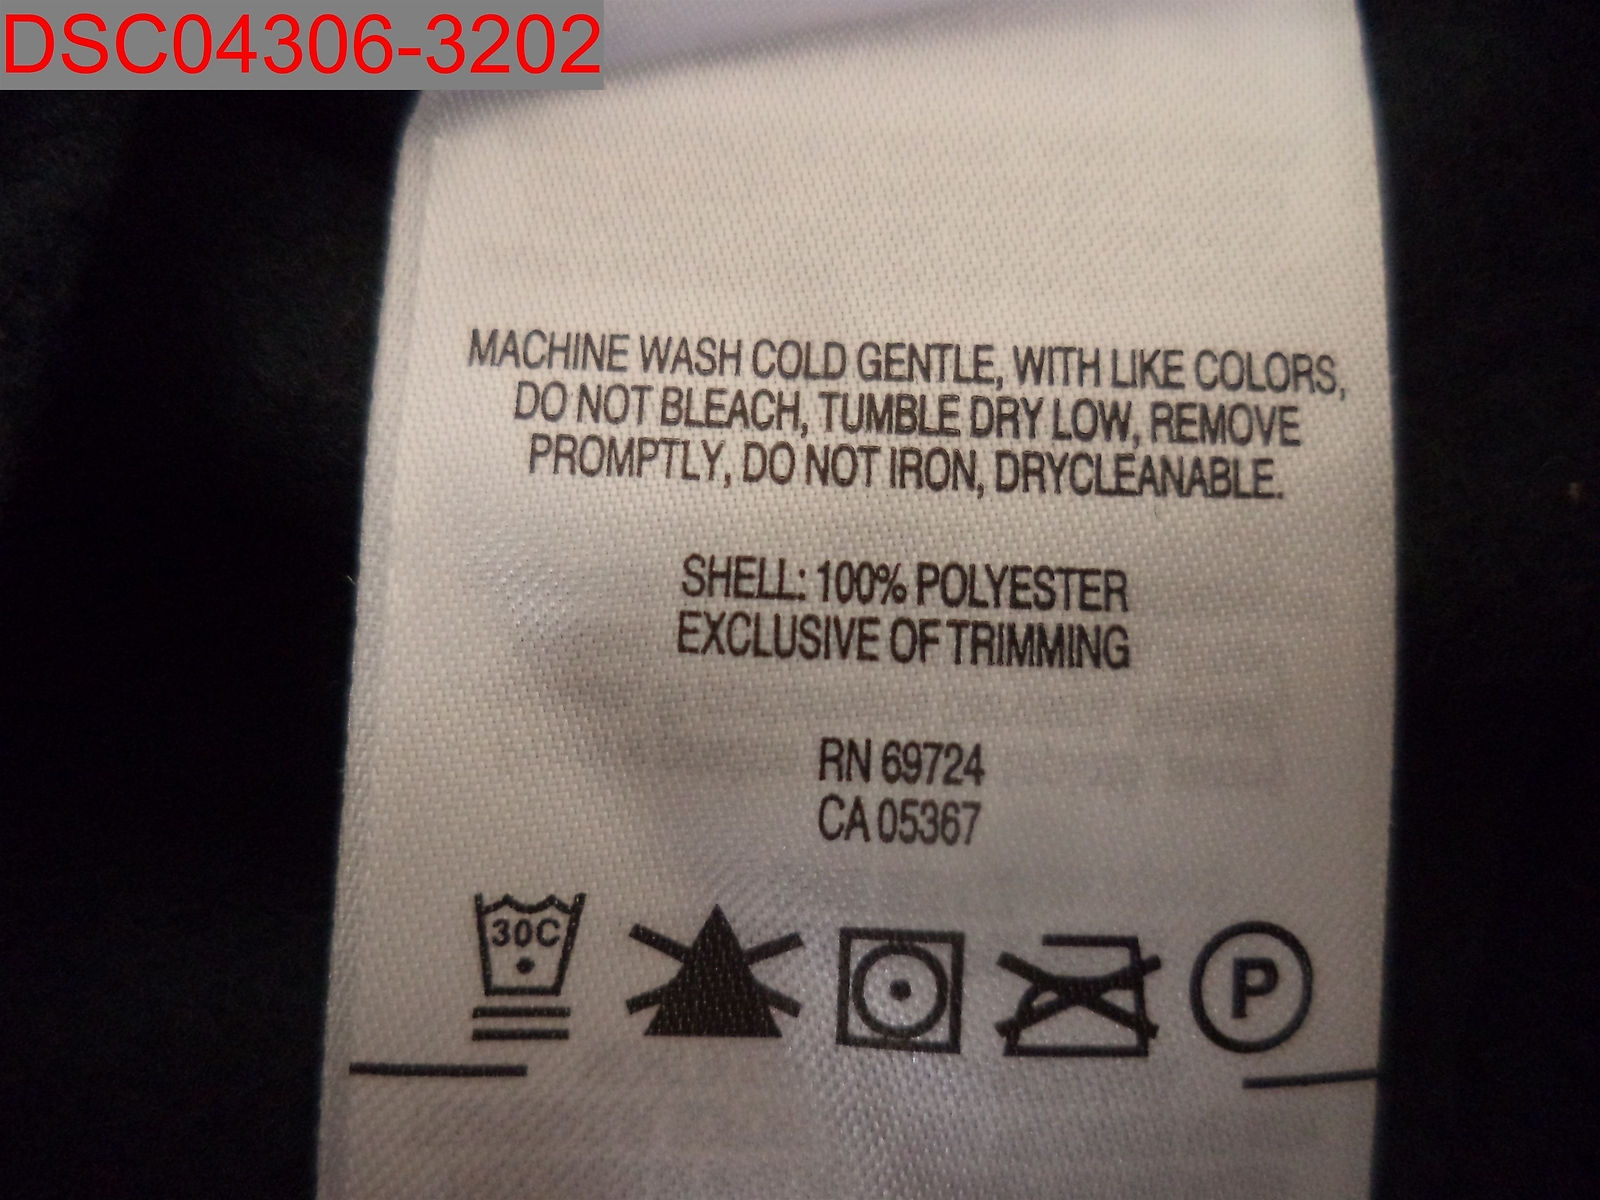 DSC04306-3202
MACHINE WASH COLD GENTLE, WITH LIKE COLORS,
DO NOT BLEACH, TUMBLE DRY LOW, REMOVE
PROMPTLY, DO NOT IRON, DRYCLEANABLE.
SHELL: 100% POLYESTER
EXCLUSIVE OF TRIMMING
RN 69724
CA 05367
30C
P